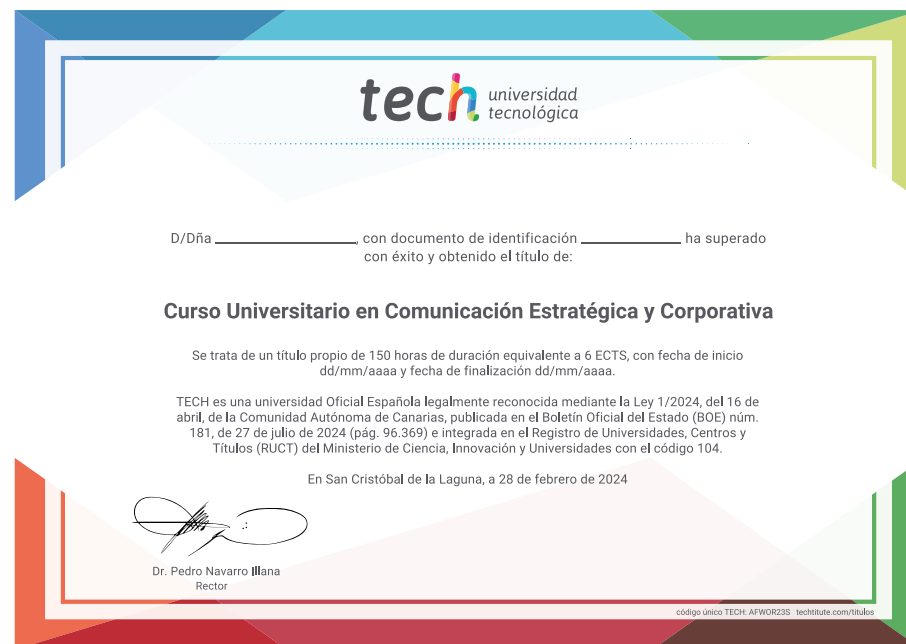 tech universidad
tecnológica
D/Dña ____________________, con documento de identificación ______________ ha superado
con éxito y obtenido el título de:
Curso Universitario en Comunicación Estratégica y Corporativa
Se trata de un título propio de 150 horas de duración equivalente a 6 ECTS, con fecha de inicio
dd/mm/aaaa y fecha de finalización dd/mm/aaaa.
TECH es una universidad Oficial Española legalmente reconocida mediante la Ley 1/2024, del 16 de
abril, de la Comunidad Autónoma de Canarias, publicada en el Boletín Oficial del Estado (BOE) núm.
181, de 27 de julio de 2024 (pág. 96.369) e integrada en el Registro de Universidades, Centros y
Títulos (RUCT) del Ministerio de Ciencia, Innovación y Universidades con el código 104.
En San Cristóbal de la Laguna, a 28 de febrero de 2024
Dr. Pedro Navarro Illana
Rector
código único TECH: AFWOR23S techtitute.com/titulos